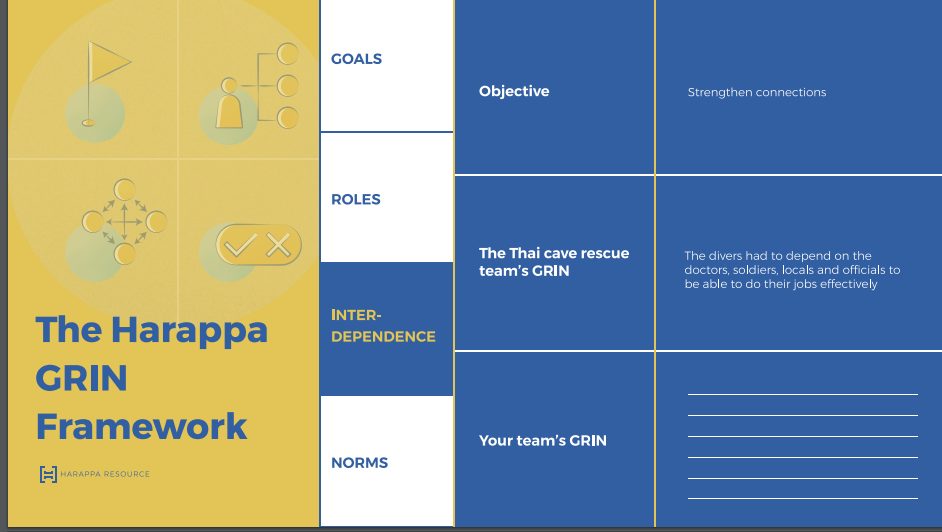 The Harappa
GRIN
Framework
HARAPPA RESOURCE
GOALS
ROLES
INTER-
DEPENDENCE
NORMS
Objective
Strengthen connections
The Thai cave rescue
team's GRIN
The divers had to depend on the
doctors, soldiers, locals and officials to
be able to do their jobs effectively
Your team's GRIN